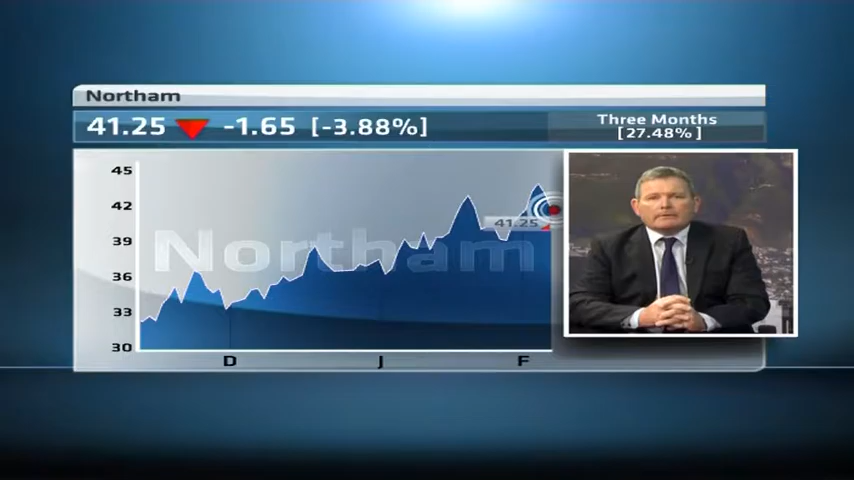 Northam
41.25 -1.65 [-3.88%]
Three Months
[27.48%]
45
42
39
36
33
30
41.25
Northam
D J F